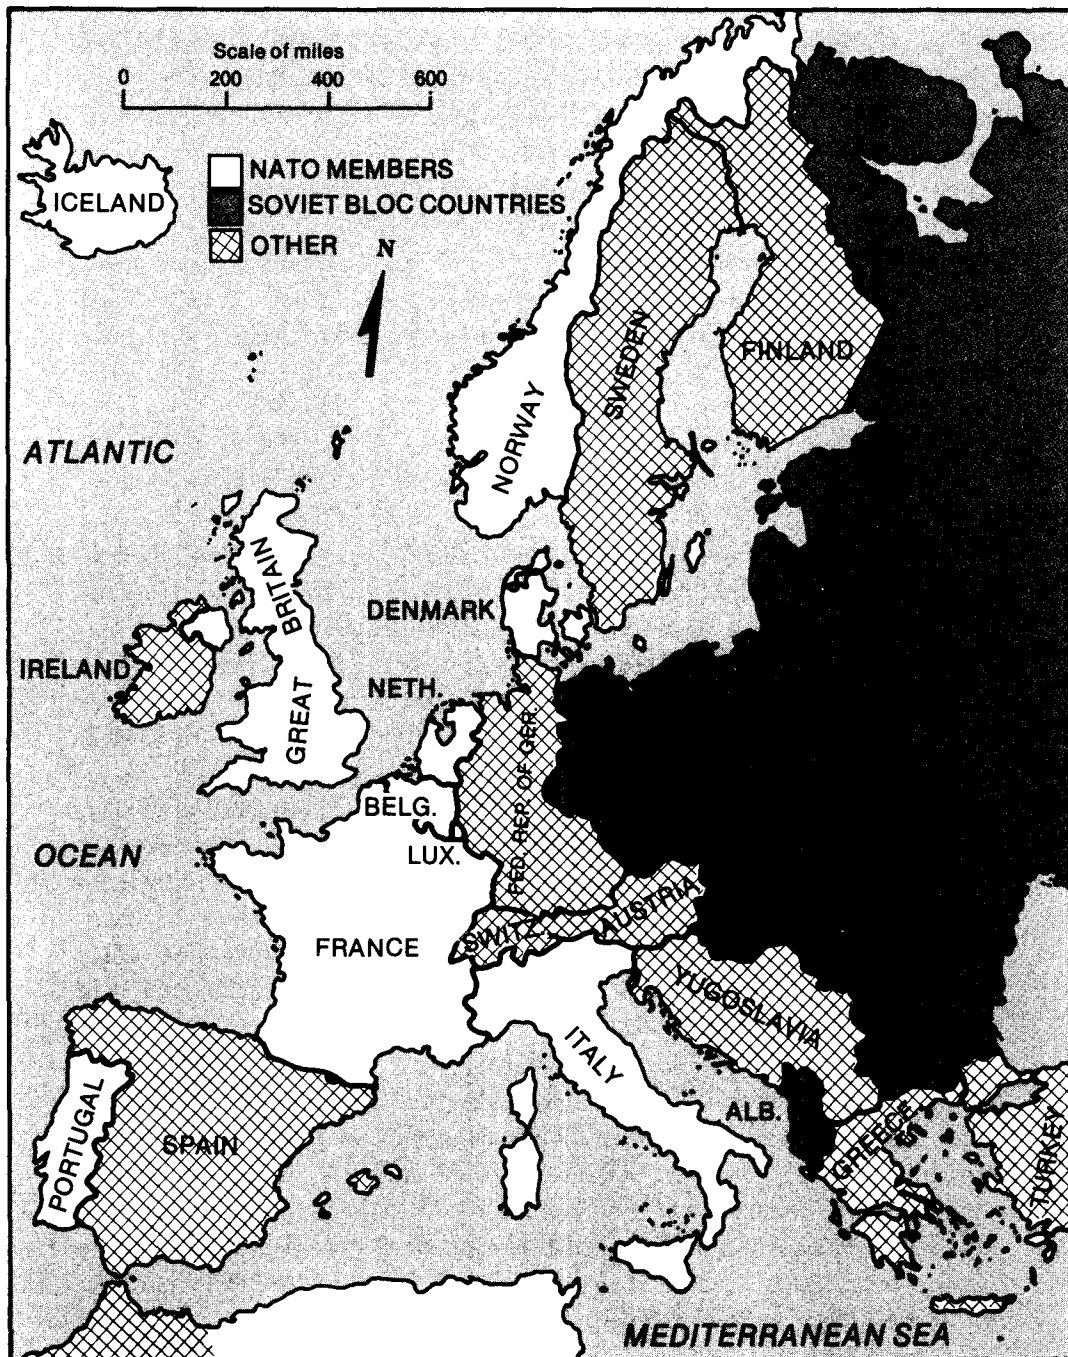 Scale of miles
0 200 400 600
ICELAND
NATO MEMBERS
SOVIET BLOC COUNTRIES
OTHER
N
ATLANTIC
OCEAN
NORWAY
SWEDEN
FINLAND
GREAT BRITAIN
IRELAND
DENMARK
NETH.
BELG.
LUX.
FED. REP. OF GER.
FRANCE
SWITZ.
AUSTRIA
YUGOSLAVIA
ITALY
ALB.
GREECE
TURKEY
PORTUGAL
SPAIN
MEDITERRANEAN SEA